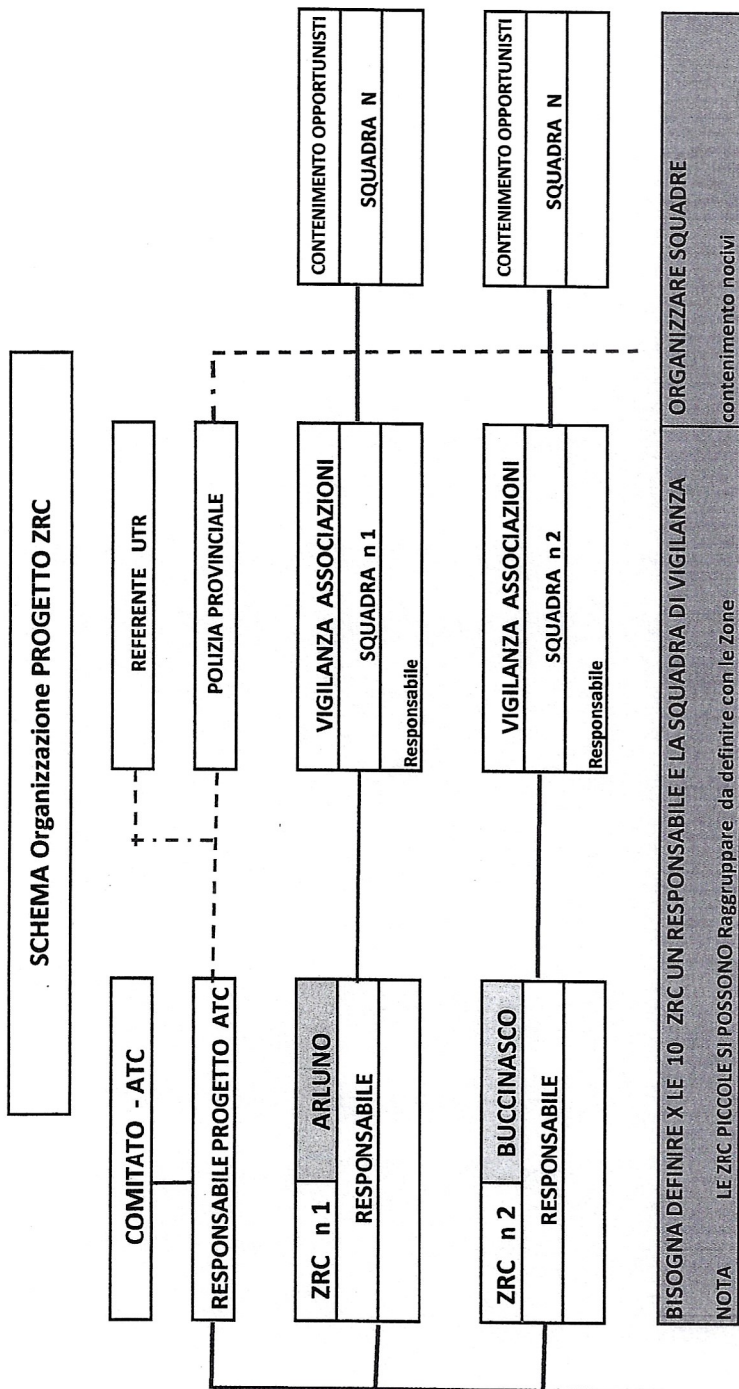 SCHEMA Organizzazione PROGETTO ZRC
COMITATO - ATC
REFERENTE UTR
RESPONSABILE PROGETTO ATC
POLIZIA PROVINCIALE
ZRC n 1 ARLUNO
RESPONSABILE
VIGILANZA ASSOCIAZIONI
SQUADRA n 1
Responsabile
CONTENIMENTO OPPORTUNISTI
SQUADRA N
ZRC n 2 BUCCINASCO
RESPONSABILE
VIGILANZA ASSOCIAZIONI
SQUADRA n 2
Responsabile
CONTENIMENTO OPPORTUNISTI
SQUADRA N
BISOGNA DEFINIRE X LE 10 ZRC UN RESPONSABILE E LA SQUADRA DI VIGILANZA
NOTA LE ZRC PICCOLE SI POSSONO Raggruppare da definire con le Zone
ORGANIZZARE SQUADRE
contenimento nocivi